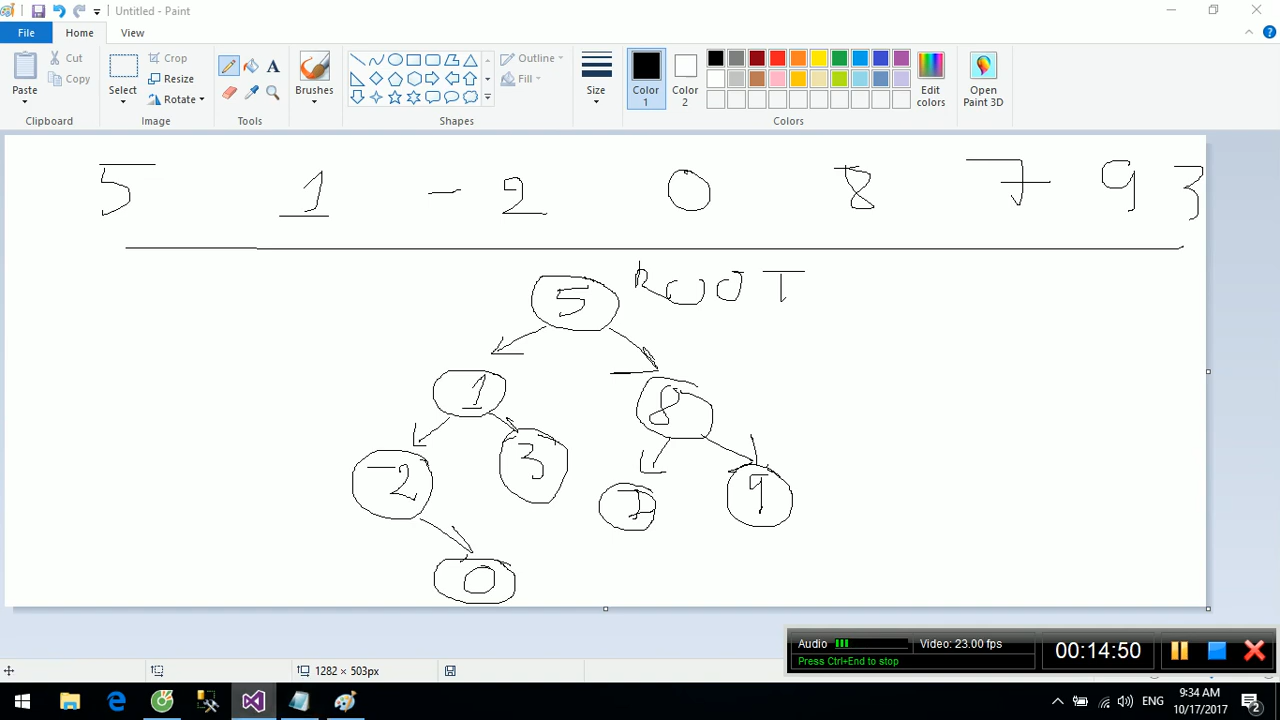 Untitled - Paint
File Home View
Paste Cut Copy Select Crop Resize Rotate Brushes Outline Fill Size Color 1 Color 2 Edit colors Open Paint 3D
Clipboard Image Tools Shapes Colors
5 1 -2 0 8 7 9 3
5 ROOT
1 8
-2 3 7 9
0
Audio Video: 23.00 fps 00:14:50
Press Ctrl+End to stop
1282 × 503px
ENG 9:34 AM
10/17/2017 2